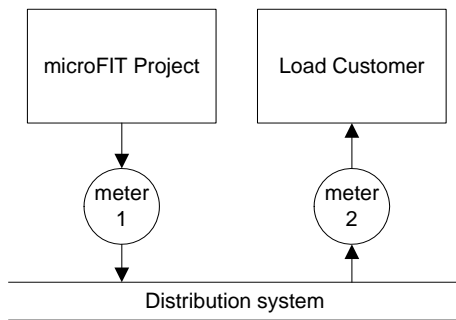 microFIT Project
Load Customer
meter
1
meter
2
Distribution system